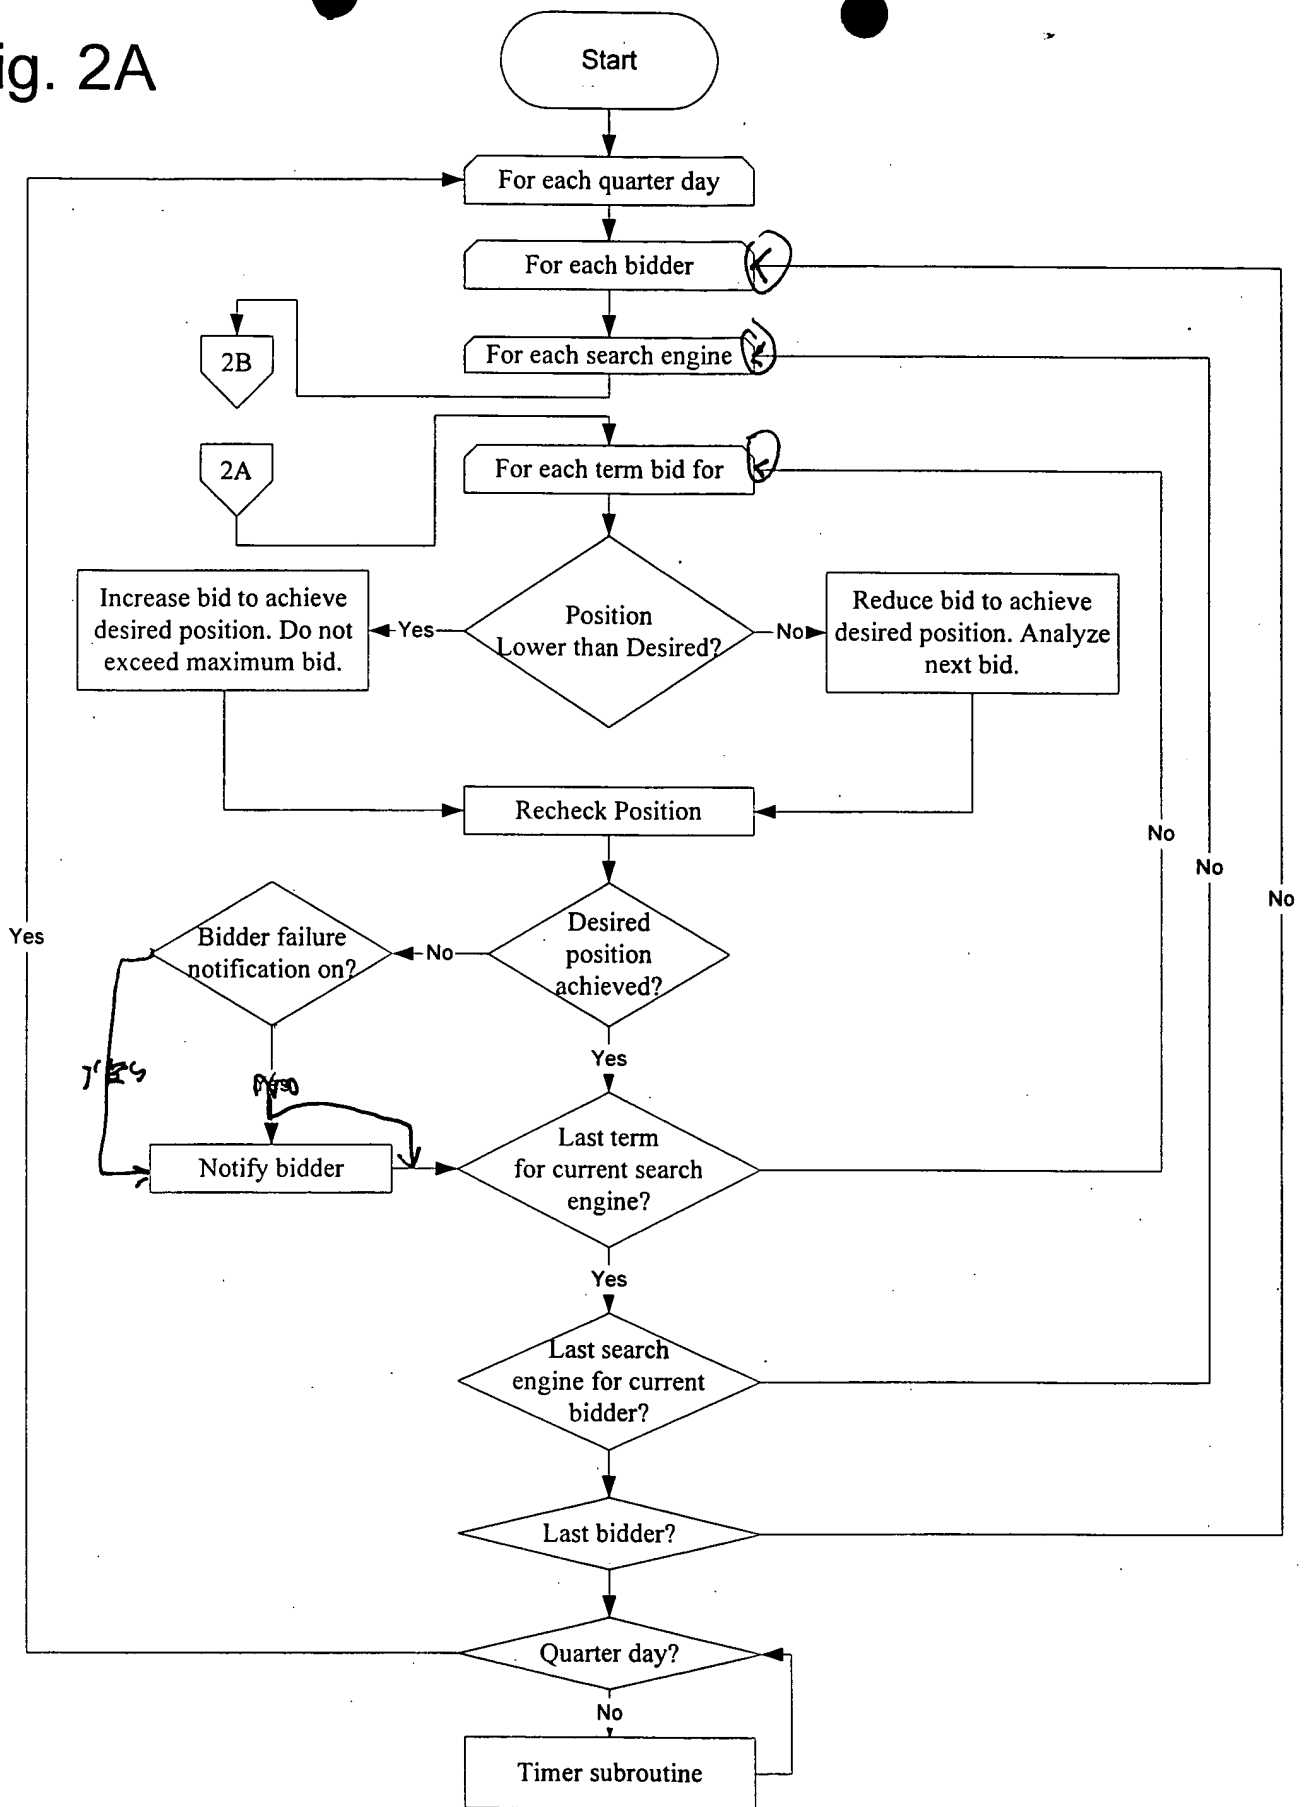 ig. 2A
Start
For each quarter day
For each bidder
For each search engine
2B
2A
For each term bid for
Increase bid to achieve
desired position. Do not
exceed maximum bid.
Yes
Position
Lower than Desired?
No
Reduce bid to achieve
desired position. Analyze
next bid.
Recheck Position
No
No
No
Yes
Bidder failure
notification on?
No
Desired
position
achieved?
Yes
YES
Notify bidder
Last term
for current search
engine?
Yes
Last search
engine for current
bidder?
Last bidder?
Quarter day?
No
Timer subroutine